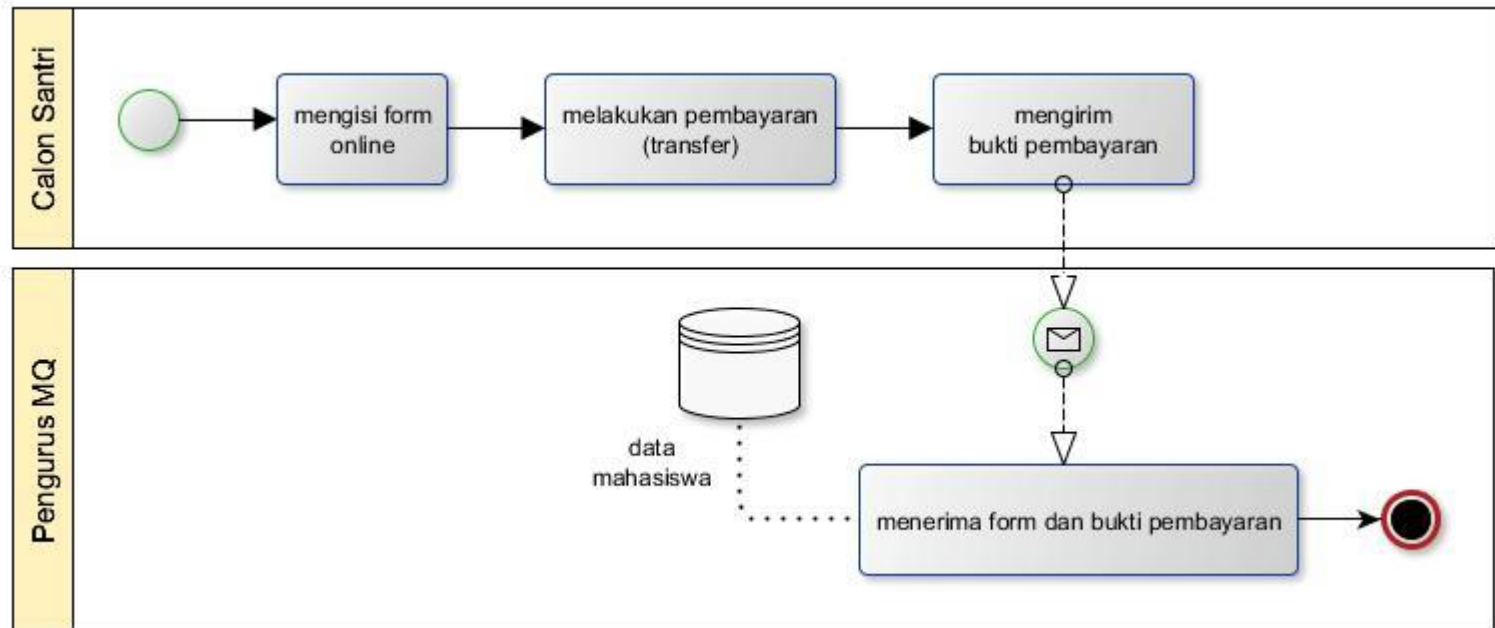 Calon Santri
mengisi form
online
melakukan pembayaran
(transfer)
mengirim
bukti pembayaran
Pengurus MQ
data
mahasiswa
menerima form dan bukti pembayaran